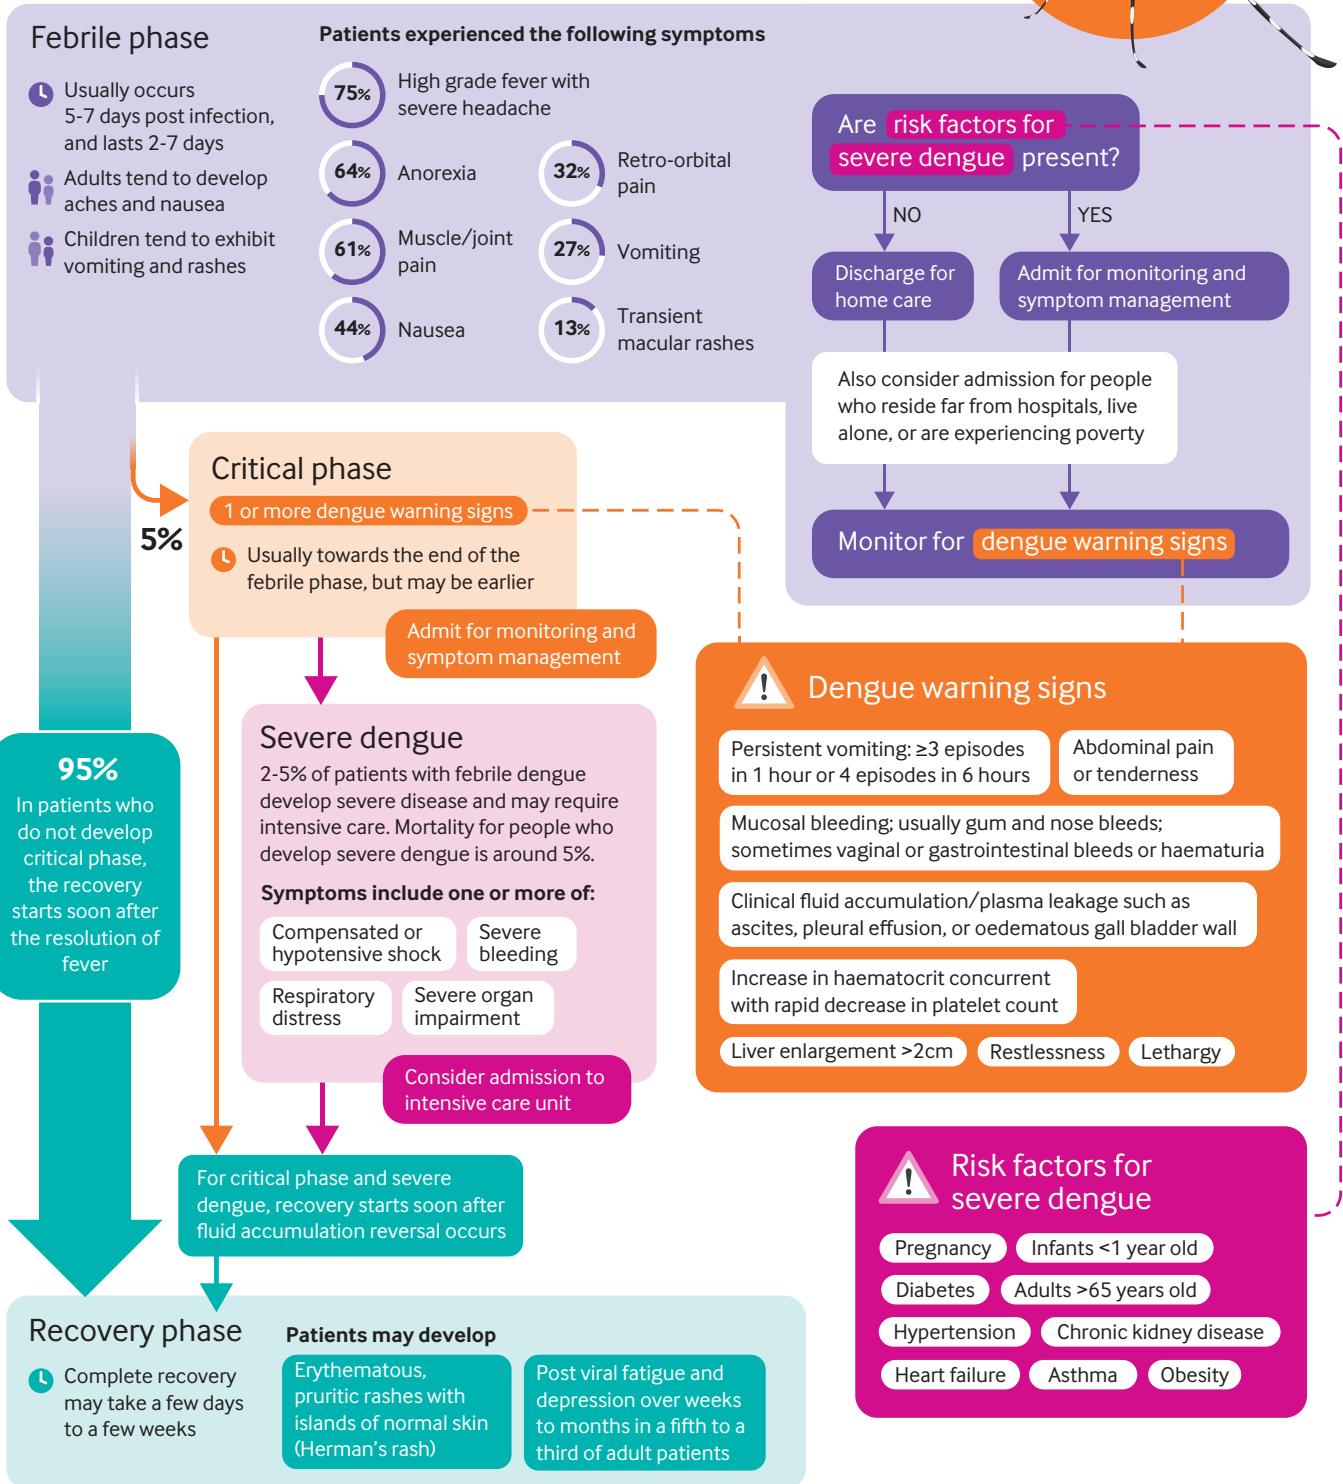 Febrile phase
Usually occurs
5-7 days post infection,
and lasts 2-7 days
Adults tend to develop
aches and nausea
Children tend to exhibit
vomiting and rashes
Patients experienced the following symptoms
75%
High grade fever with
severe headache
64%
Anorexia
32%
Retro-orbital
pain
61%
Muscle/joint
pain
27%
Vomiting
44%
Nausea
13%
Transient
macular rashes
Are risk factors for
severe dengue present?
NO
YES
Discharge for
home care
Admit for monitoring and
symptom management
Also consider admission for people
who reside far from hospitals, live
alone, or are experiencing poverty
Monitor for dengue warning signs
5%
Critical phase
1 or more dengue warning signs
Usually towards the end of the
febrile phase, but may be earlier
Admit for monitoring and
symptom management
95%
In patients who
do not develop
critical phase,
the recovery
starts soon after
the resolution of
fever
Severe dengue
2-5% of patients with febrile dengue
develop severe disease and may require
intensive care. Mortality for people who
develop severe dengue is around 5%.
Symptoms include one or more of:
Compensated or
hypotensive shock
Severe
bleeding
Respiratory
distress
Severe organ
impairment
Consider admission to
intensive care unit
For critical phase and severe
dengue, recovery starts soon after
fluid accumulation reversal occurs
! Dengue warning signs
Persistent vomiting: ≥3 episodes
in 1 hour or 4 episodes in 6 hours
Abdominal pain
or tenderness
Mucosal bleeding; usually gum and nose bleeds;
sometimes vaginal or gastrointestinal bleeds or haematuria
Clinical fluid accumulation/plasma leakage such as
ascites, pleural effusion, or oedematous gall bladder wall
Increase in haematocrit concurrent
with rapid decrease in platelet count
Liver enlargement >2cm
Restlessness
Lethargy
! Risk factors for
severe dengue
Pregnancy
Infants <1 year old
Diabetes
Adults >65 years old
Hypertension
Chronic kidney disease
Heart failure
Asthma
Obesity
Recovery phase
Complete recovery
may take a few days
to a few weeks
Patients may develop
Erythematous,
pruritic rashes with
islands of normal skin
(Herman's rash)
Post viral fatigue and
depression over weeks
to months in a fifth to a
third of adult patients